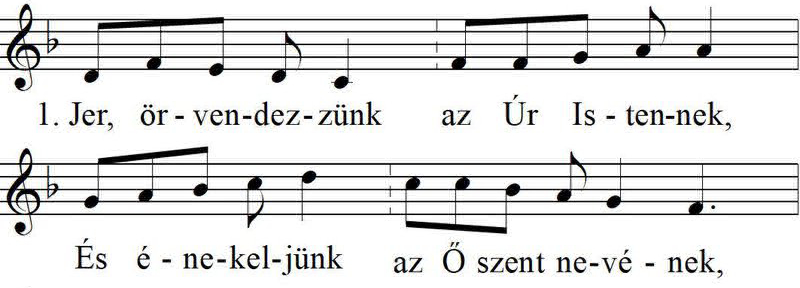 1. Jer, ör - ven-dez-zünk az Úr Is - ten-nek,
És é - ne-kel-jünk az Ő szent ne-vé - nek,